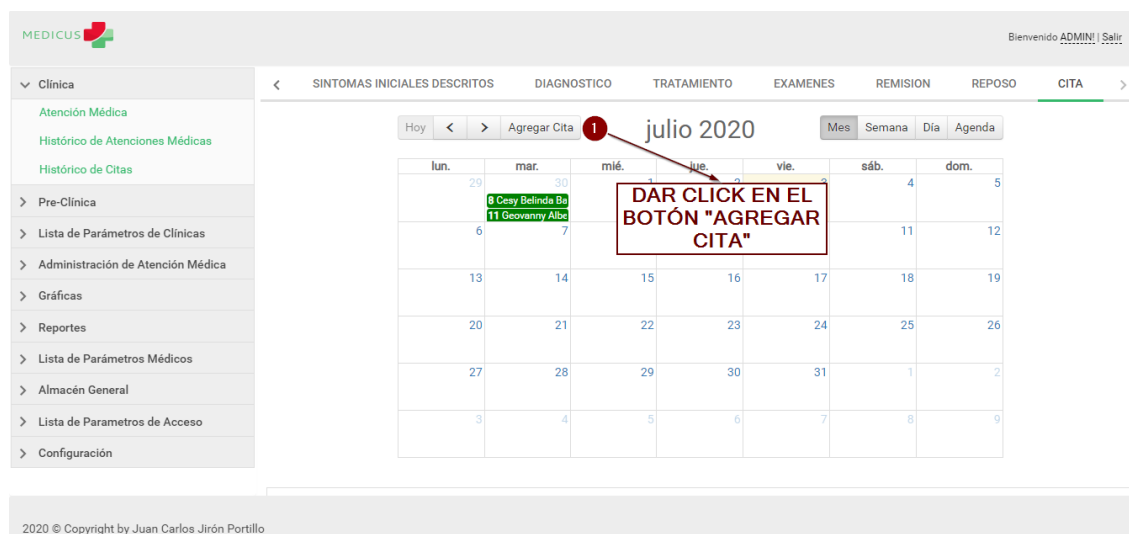 MEDICUS
Bienvenido ADMIN! | Salir
Clínica
Atención Médica
Histórico de Atenciones Médicas
Histórico de Citas
Pre-Clínica
Lista de Parámetros de Clínicas
Administración de Atención Médica
Gráficas
Reportes
Lista de Parámetros Médicos
Almacén General
Lista de Parametros de Acceso
Configuración
SINTOMAS INICIALES DESCRITOS DIAGNOSTICO TRATAMIENTO EXAMENES REMISION REPOSO CITA
Hoy < > Agregar Cita 1 julio 2020 Mes Semana Día Agenda
lun. mar. mié. jue. vie. sáb. dom.
29 30 1 2 3 4 5
8 Cesy Belinda Ba
11 Geovanny Albe
DAR CLICK EN EL
BOTÓN "AGREGAR
CITA"
6 7 11 12
13 14 15 16 17 18 19
20 21 22 23 24 25 26
27 28 29 30 31 1 2
3 4 5 6 7 8 9
2020 © Copyright by Juan Carlos Jirón Portillo